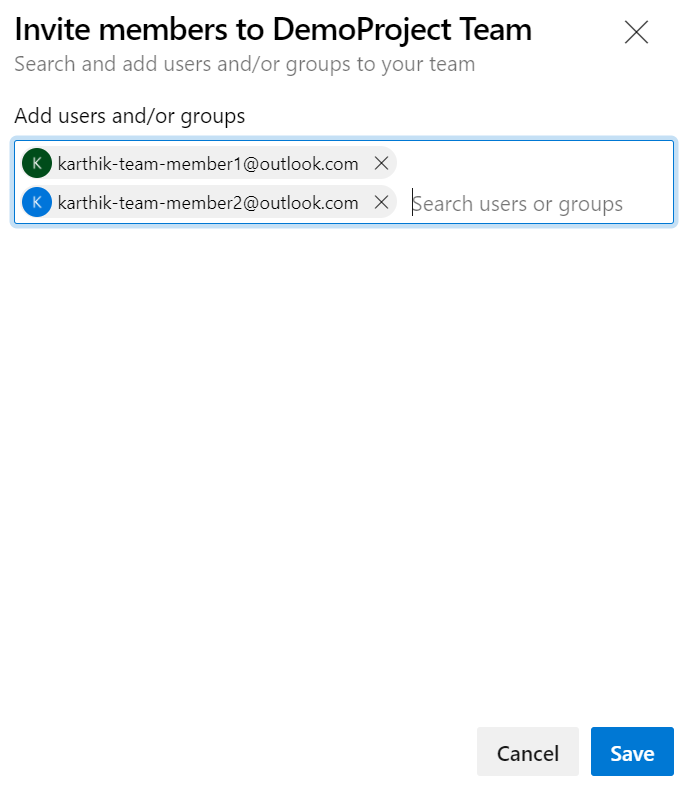 Invite members to DemoProject Team
Search and add users and/or groups to your team
Add users and/or groups
K karthik-team-member1@outlook.com
K karthik-team-member2@outlook.com Search users or groups
Cancel Save